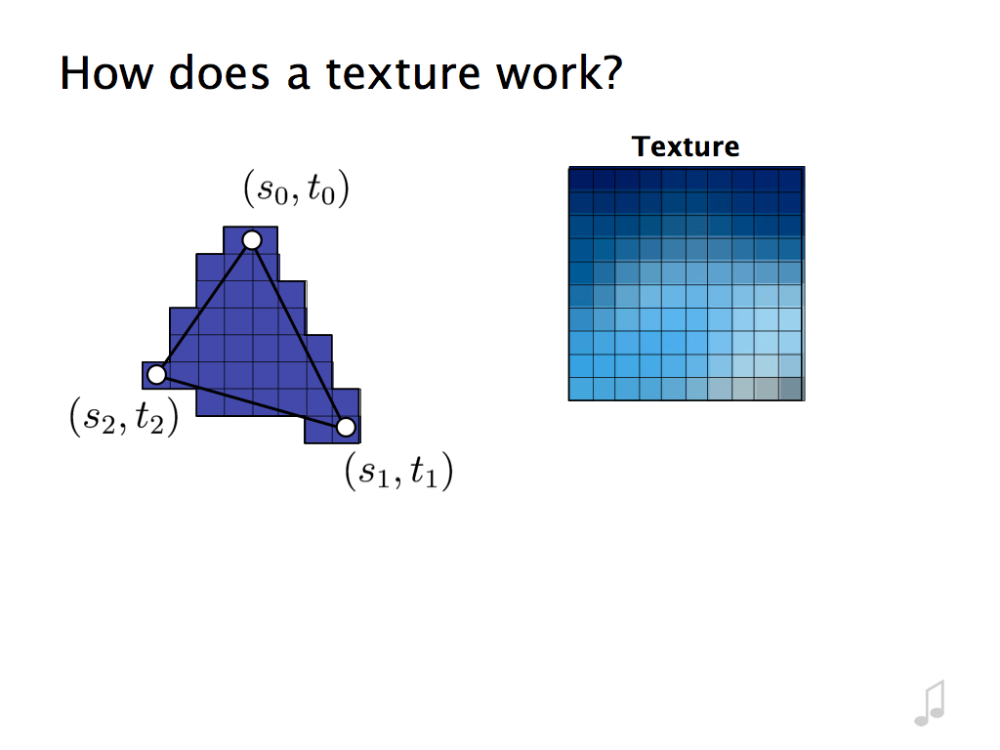 How does a texture work?
Texture
(s₀, t₀)
(s₂, t₂)
(s₁, t₁)